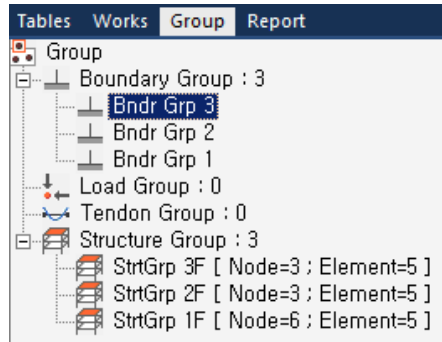 Tables Works Group Report
Group
Boundary Group : 3
Bndr Grp 3
Bndr Grp 2
Bndr Grp 1
Load Group : 0
Tendon Group : 0
Structure Group : 3
StrtGrp 3F [ Node=3 ; Element=5 ]
StrtGrp 2F [ Node=3 ; Element=5 ]
StrtGrp 1F [ Node=6 ; Element=5 ]